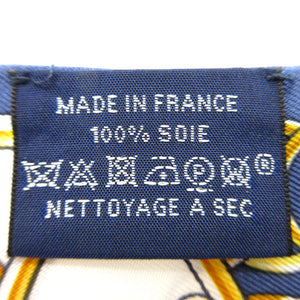 MADE IN FRANCE
100% SOIE
®
NETTOYAGE A SEC